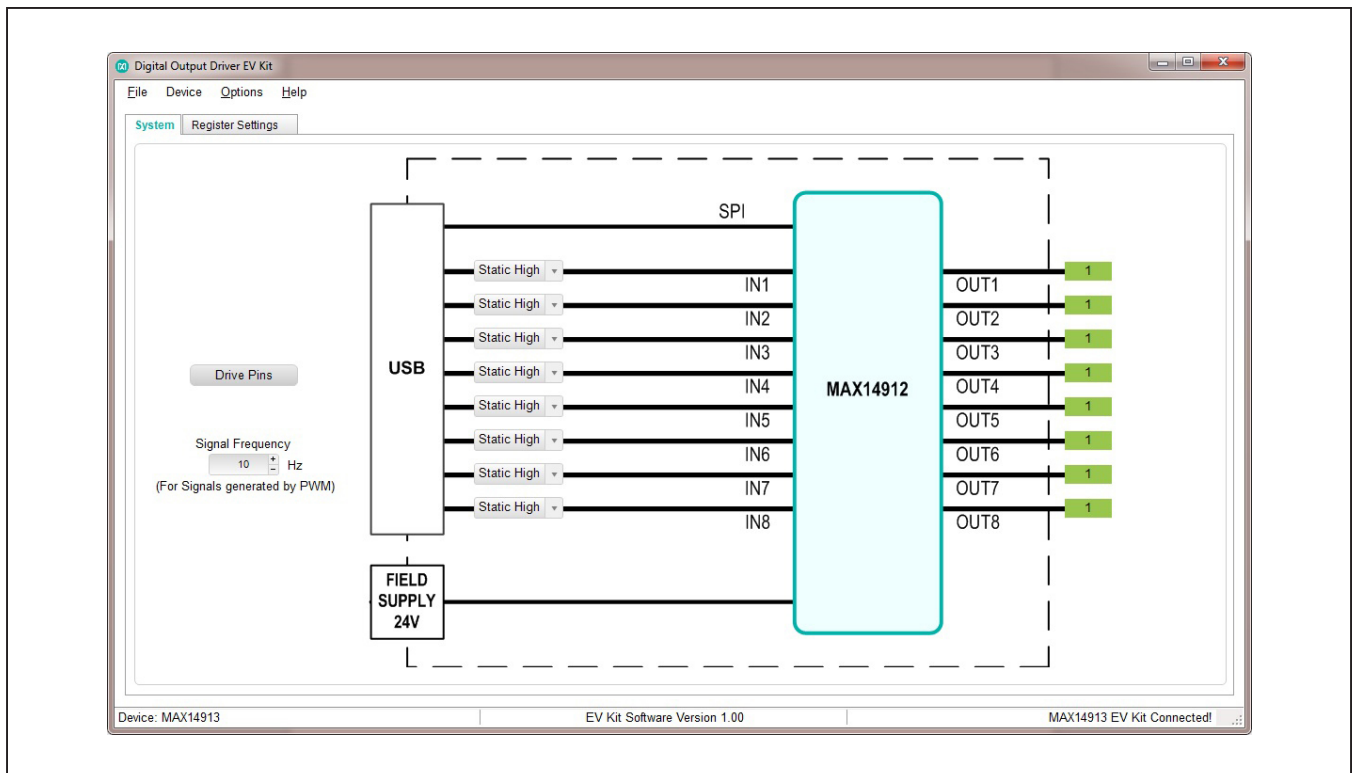 Digital Output Driver EV Kit
File Device Options Help
System Register Settings
SPI
Static High
IN1
OUT1
1
Static High
IN2
OUT2
1
Static High
IN3
OUT3
1
USB
Drive Pins
Static High
IN4
MAX14912
OUT4
1
Static High
IN5
OUT5
1
Signal Frequency
10 Hz
(For Signals generated by PWM)
Static High
IN6
OUT6
1
Static High
IN7
OUT7
1
Static High
IN8
OUT8
1
FIELD
SUPPLY
24V
Device: MAX14913 EV Kit Software Version 1.00 MAX14913 EV Kit Connected!